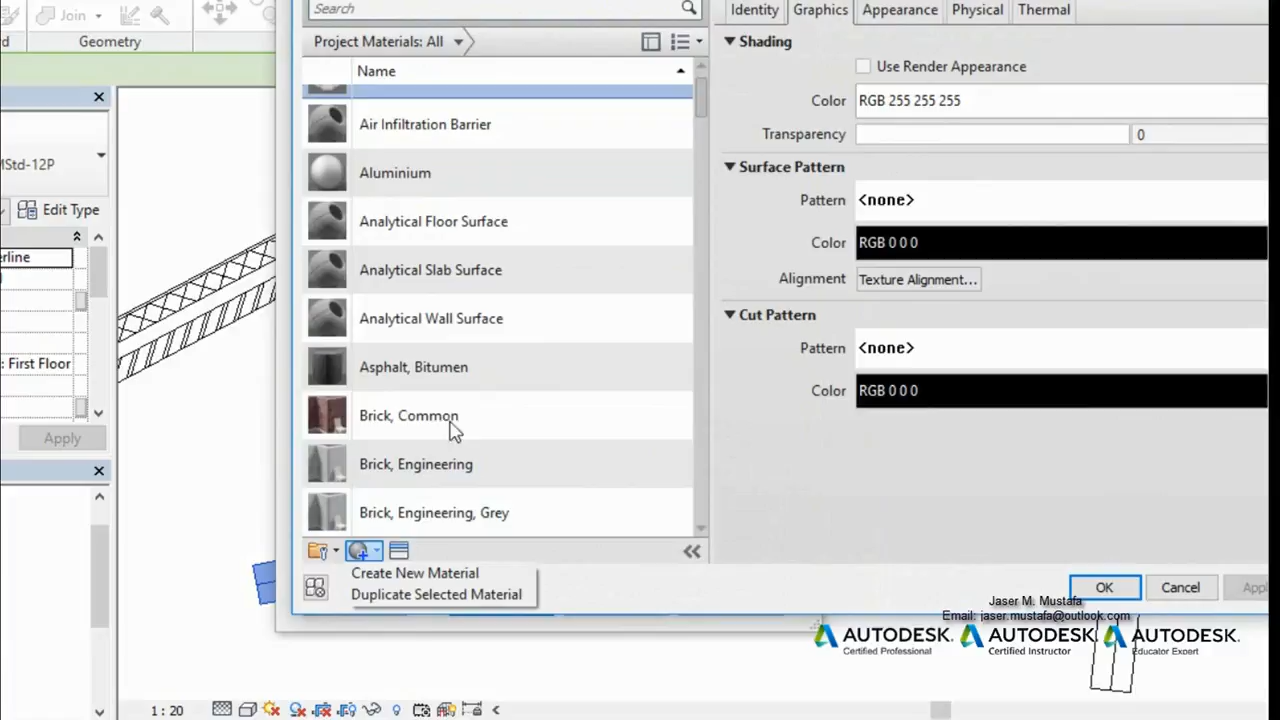 Search
Identity Graphics Appearance Physical Thermal
Join
Geometry
Project Materials: All
Shading
Name
Use Render Appearance
Color RGB 255 255 255
Air Infiltration Barrier
Transparency 0
MStd-12P
Aluminium
Surface Pattern
Pattern <none>
Edit Type
Analytical Floor Surface
Color RGB 0 0 0
erline
Analytical Slab Surface
Alignment Texture Alignment...
Analytical Wall Surface
Cut Pattern
Pattern <none>
: First Floor
Asphalt, Bitumen
Color RGB 0 0 0
Brick, Common
Apply
Brick, Engineering
Brick, Engineering, Grey
Create New Material
Duplicate Selected Material
OK Cancel Appl
Jaser M. Mustafa
Email: jaser.mustafa@outlook.com
AUTODESK. AUTODESK. AUTODESK.
Certified Professional Certified Instructor Educator Expert
1 : 20